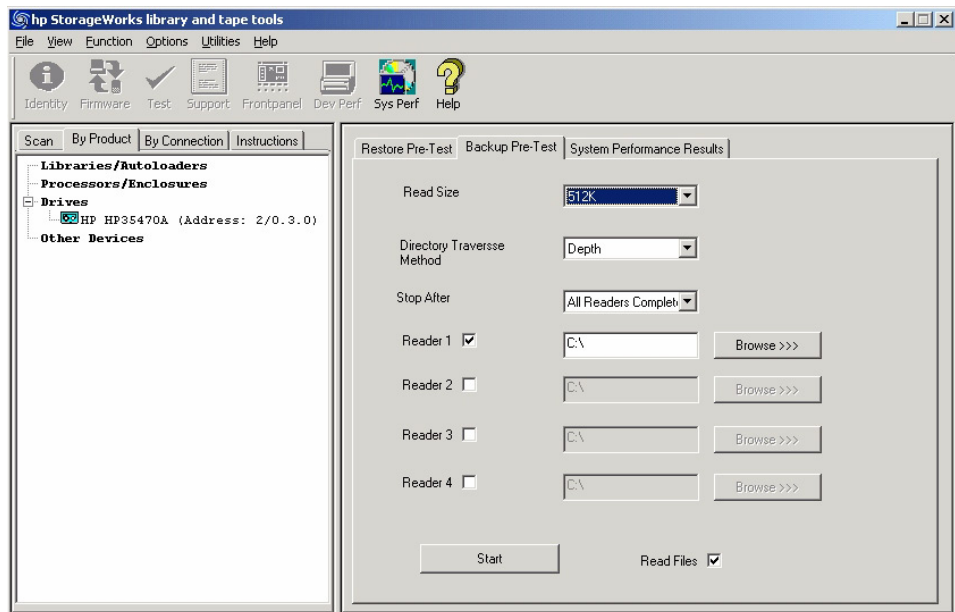 hp StorageWorks library and tape tools
File View Function Options Utilities Help
Identity Firmware Test Support Frontpanel Dev Perf Sys Perf Help
Scan By Product By Connection Instructions
Libraries/Autoloaders
Processors/Enclosures
Drives
HP HP35470A (Address: 2/0.3.0)
Other Devices
Restore Pre-Test Backup Pre-Test System Performance Results
Read Size 512K
Directory Traversse Method Depth
Stop After All Readers Complet
Reader 1 C:\ Browse >>>
Reader 2 C:\ Browse >>>
Reader 3 C:\ Browse >>>
Reader 4 C:\ Browse >>>
Start Read Files